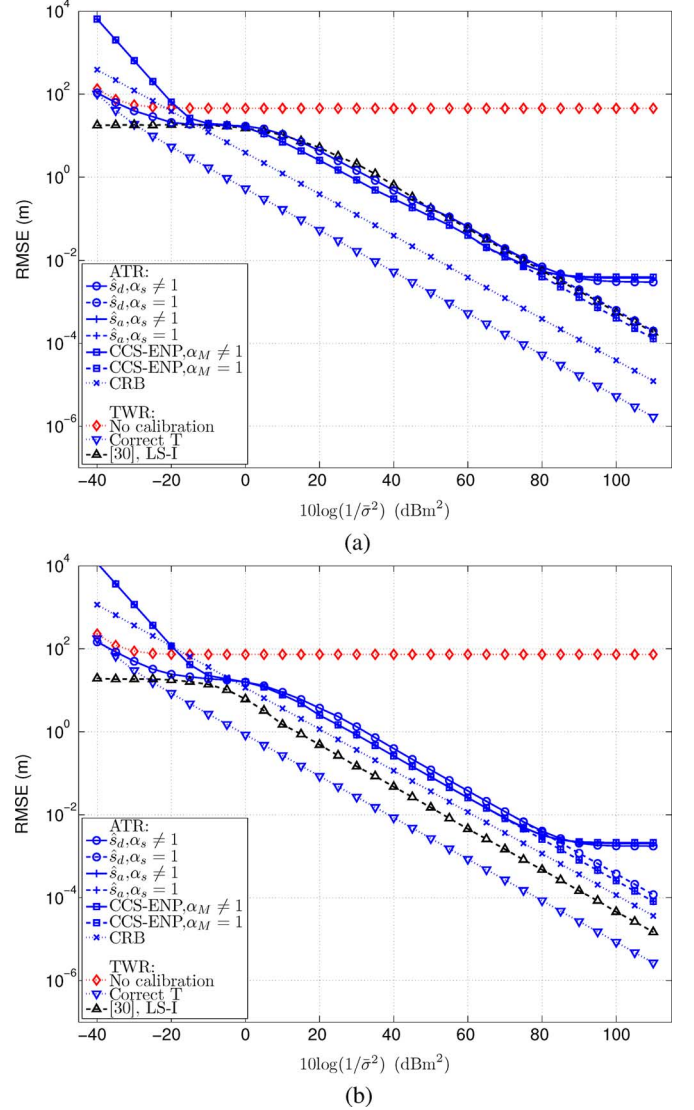 10^4
10^2
10^0
10^-2
10^-4
10^-6
RMSE (m)
ATR:
ŝ_d,α_s ≠ 1
ŝ_d,α_s = 1
ŝ_a,α_s ≠ 1
ŝ_a,α_s = 1
CCS-ENP,α_M ≠ 1
CCS-ENP,α_M = 1
CRB
TWR:
No calibration
Correct T
[30], LS-I
−40 −20 0 20 40 60 80 100
10log(1/σ̄²) (dBm²)
(a)
10^4
10^2
10^0
10^-2
10^-4
10^-6
RMSE (m)
ATR:
ŝ_d,α_s ≠ 1
ŝ_d,α_s = 1
ŝ_a,α_s ≠ 1
ŝ_a,α_s = 1
CCS-ENP,α_M ≠ 1
CCS-ENP,α_M = 1
CRB
TWR:
No calibration
Correct T
[30], LS-I
−40 −20 0 20 40 60 80 100
10log(1/σ̄²) (dBm²)
(b)